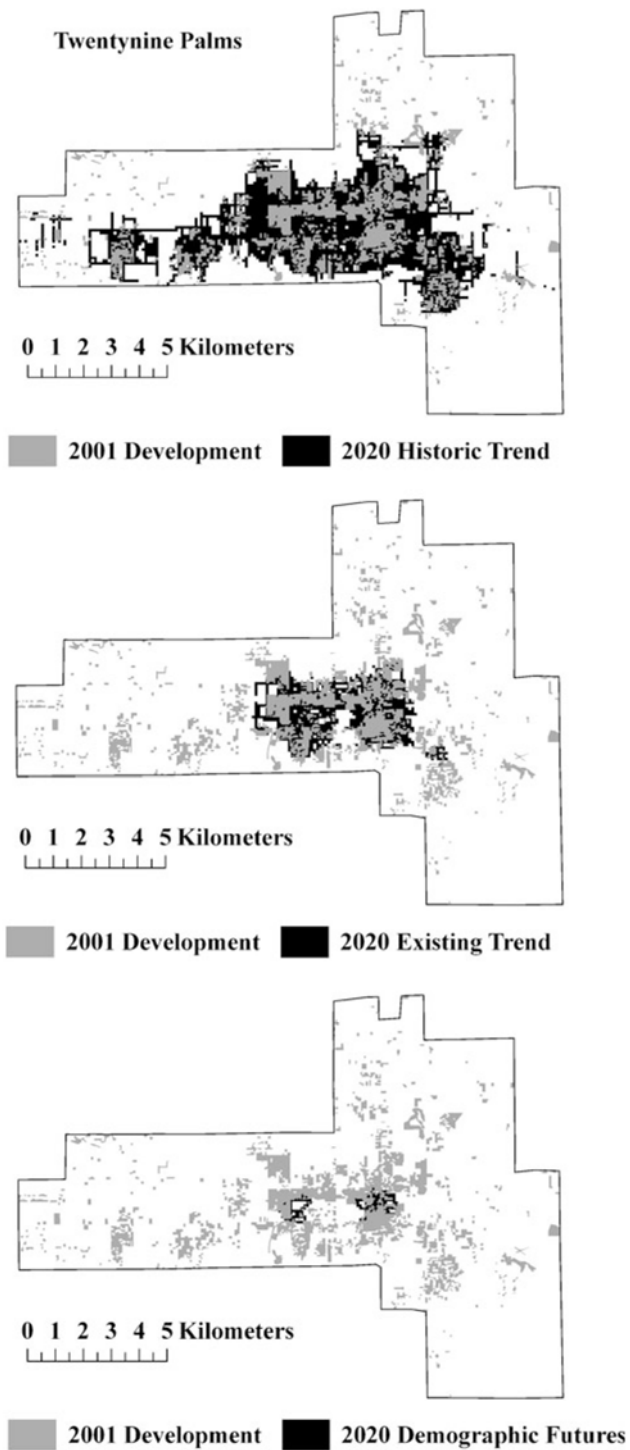 Twentynine Palms
0 1 2 3 4 5 Kilometers
2001 Development 2020 Historic Trend
0 1 2 3 4 5 Kilometers
2001 Development 2020 Existing Trend
0 1 2 3 4 5 Kilometers
2001 Development 2020 Demographic Futures